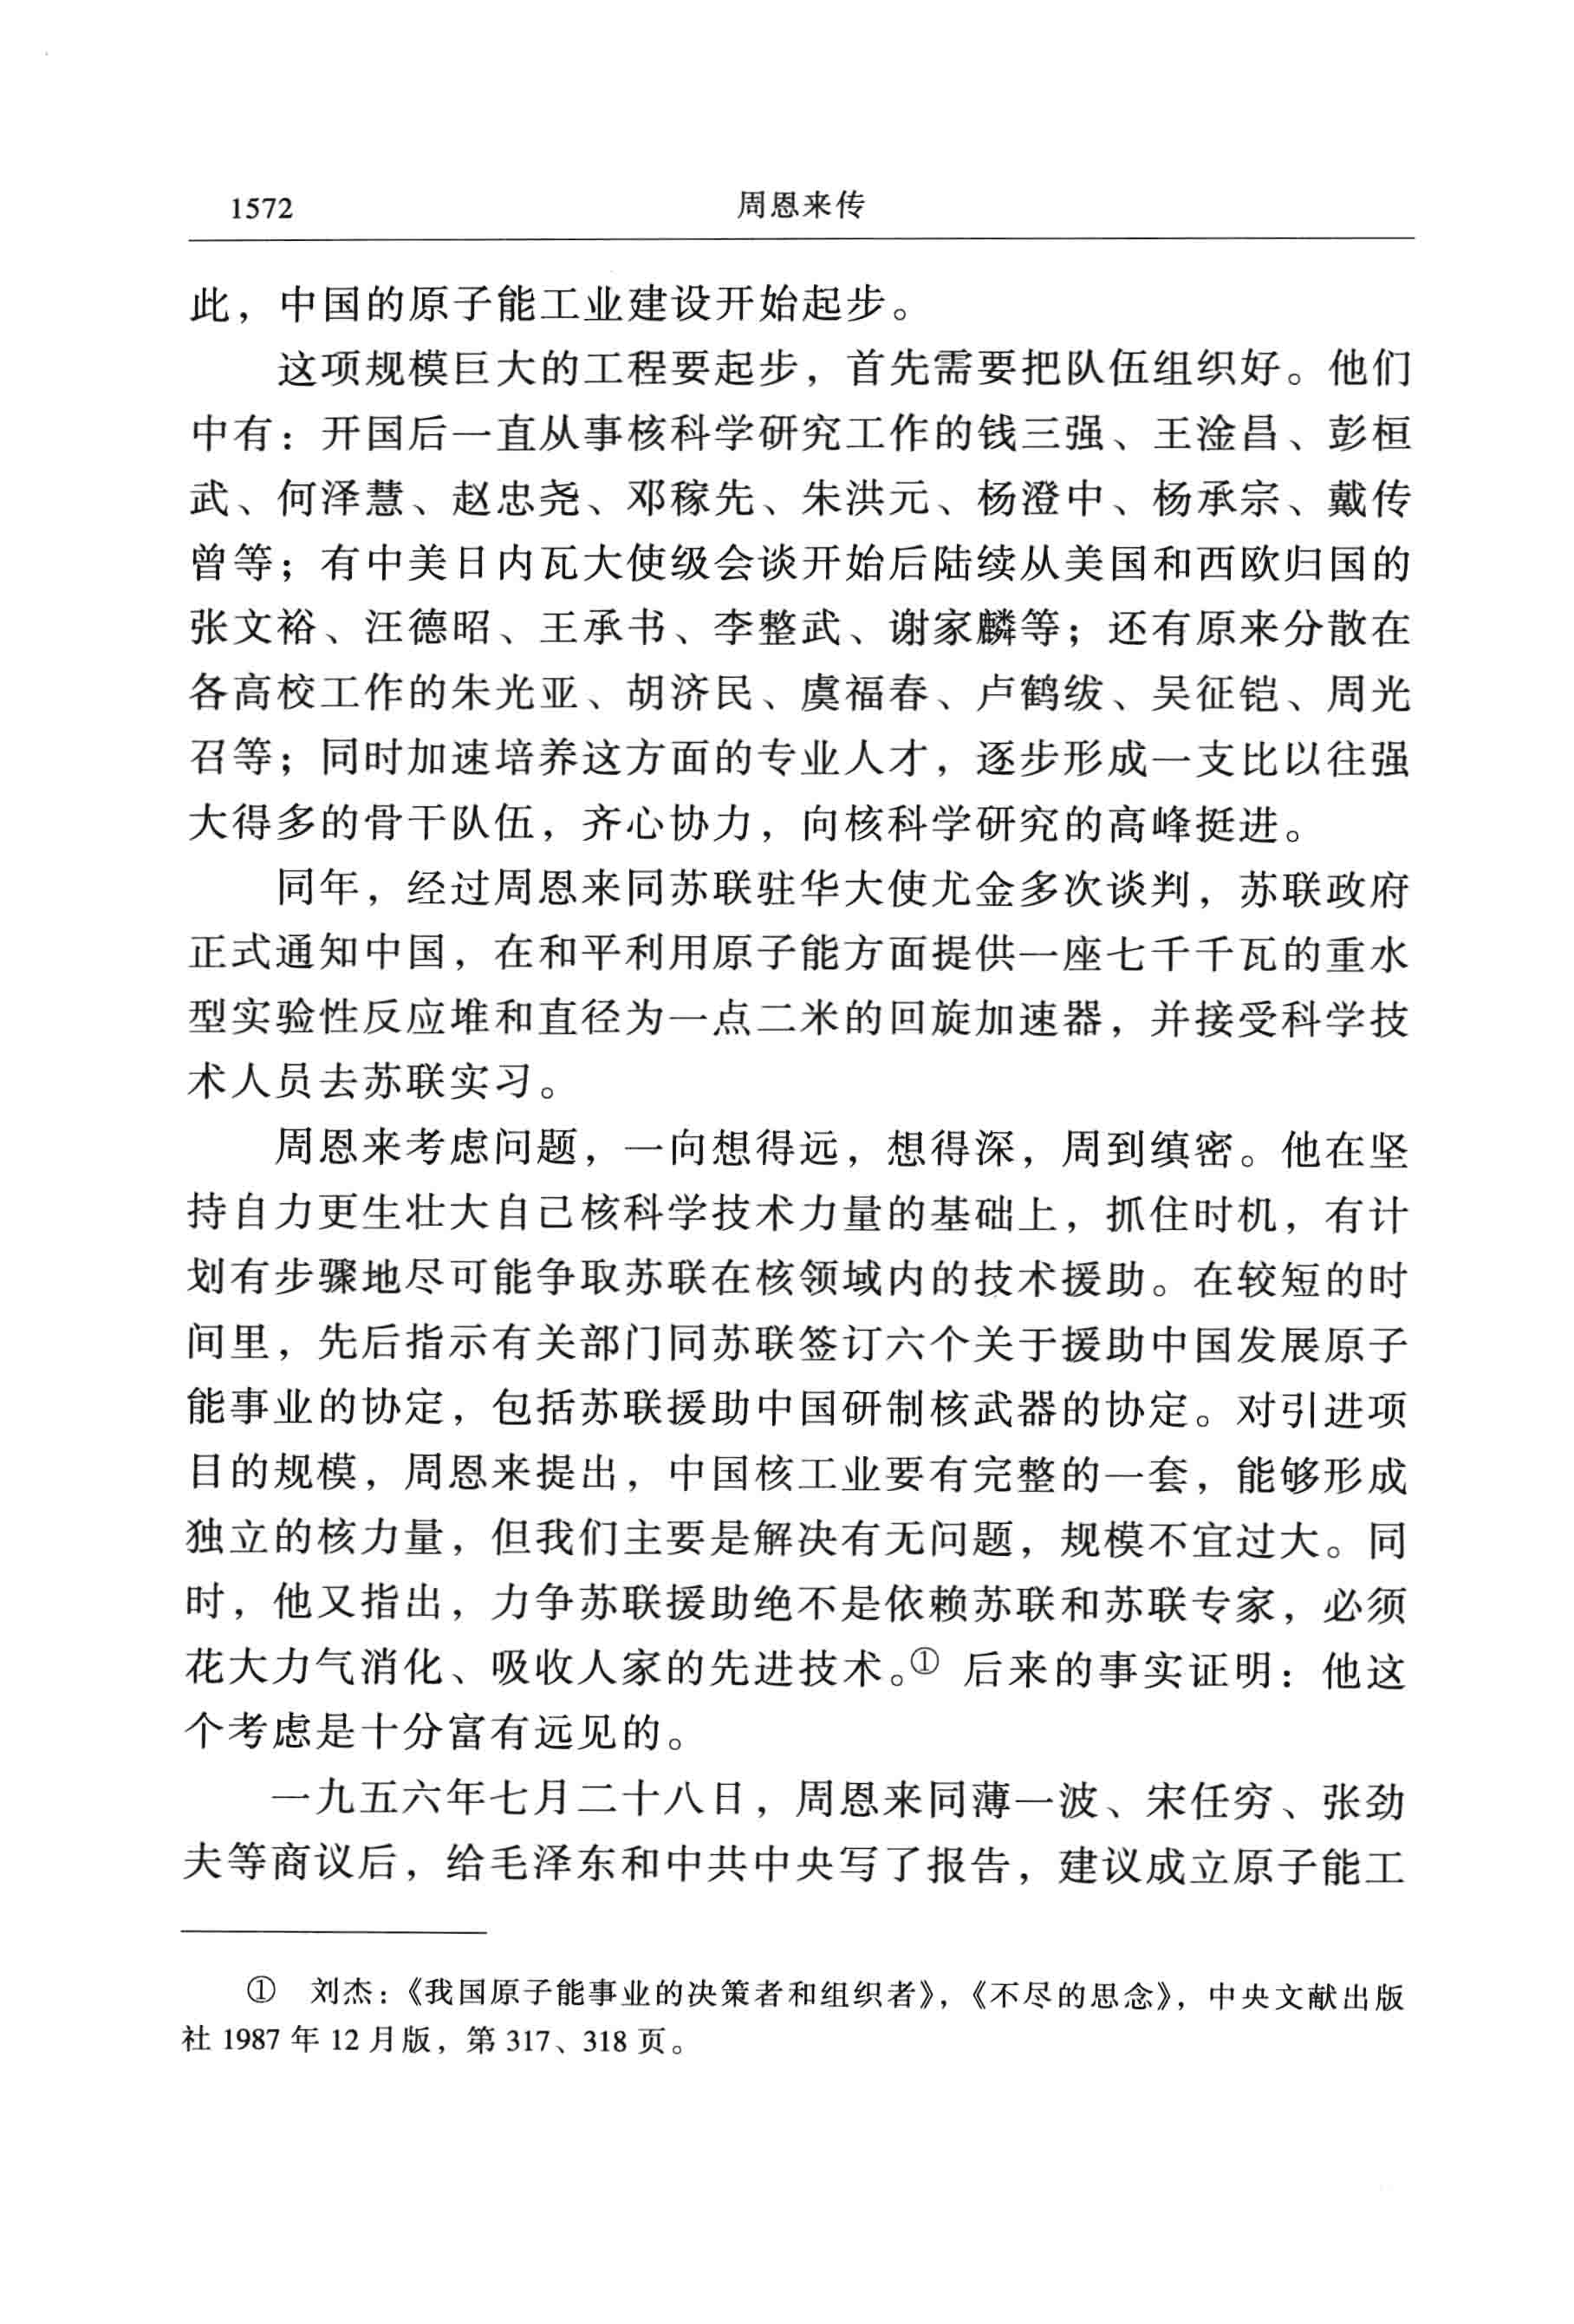 1572 周恩来传
此，中国的原子能工业建设开始起步。
这项规模巨大的工程要起步，首先需要把队伍组织好。他们
中有：开国后一直从事核科学研究工作的钱三强、王淦昌、彭桓
武、何泽慧、赵忠尧、邓稼先、朱洪元、杨澄中、杨承宗、戴传
曾等；有中美日内瓦大使级会谈开始后陆续从美国和西欧归国的
张文裕、汪德昭、王承书、李整武、谢家麟等；还有原来分散在
各高校工作的朱光亚、胡济民、虞福春、卢鹤绂、吴征铠、周光
召等；同时加速培养这方面的专业人才，逐步形成一支比以往强
大得多的骨干队伍，齐心协力，向核科学研究的高峰挺进。
同年，经过周恩来同苏联驻华大使尤金多次谈判，苏联政府
正式通知中国，在和平利用原子能方面提供一座七千千瓦的重水
型实验性反应堆和直径为一点二米的回旋加速器，并接受科学技
术人员去苏联实习。
周恩来考虑问题，一向想得远，想得深，周到缜密。他在坚
持自力更生壮大自己核科学技术力量的基础上，抓住时机，有计
划有步骤地尽可能争取苏联在核领域内的技术援助。在较短的时
间里，先后指示有关部门同苏联签订六个关于援助中国发展原子
能事业的协定，包括苏联援助中国研制核武器的协定。对引进项
目的规模，周恩来提出，中国核工业要有完整的一套，能够形成
独立的核力量，但我们主要是解决有无问题，规模不宜过大。同
时，他又指出，力争苏联援助绝不是依赖苏联和苏联专家，必须
花大力气消化、吸收人家的先进技术。① 后来的事实证明：他这
个考虑是十分富有远见的。
一九五六年七月二十八日，周恩来同薄一波、宋任穷、张劲
夫等商议后，给毛泽东和中共中央写了报告，建议成立原子能工
① 刘杰：《我国原子能事业的决策者和组织者》，《不尽的思念》，中央文献出版
社 1987 年 12 月版，第 317、318 页。